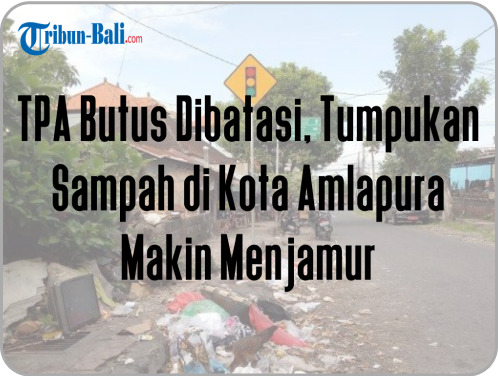 Tribun-Bali.com
TPA Butus Dibatasi, Tumpukan
Sampah di Kota Amlapura
Makin Menjamur